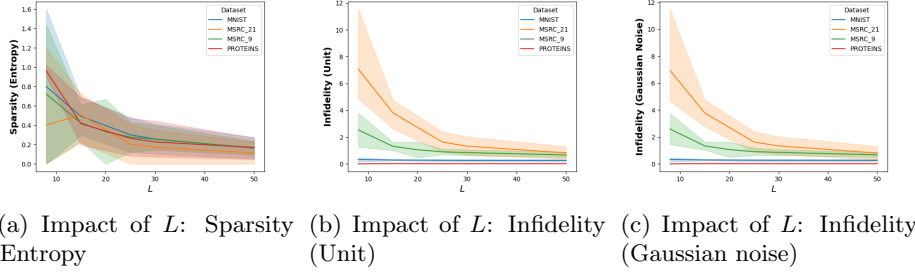 Sparsity (Entropy)
1.6
1.4
1.2
1.0
0.8
0.6
0.4
0.2
0.0
10
20
30
40
50
L
Dataset
MNIST
MSRC_21
MSRC_9
PROTEINS
Infidelity (Unit)
12
10
8
6
4
2
0
10
20
30
40
50
L
Dataset
MNIST
MSRC_21
MSRC_9
PROTEINS
Infidelity (Gaussian Noise)
12
10
8
6
4
2
0
10
20
30
40
50
L
Dataset
MNIST
MSRC_21
MSRC_9
PROTEINS
(a) Impact of L: Sparsity
Entropy
(b) Impact of L: Infidelity
(Unit)
(c) Impact of L: Infidelity
(Gaussian noise)